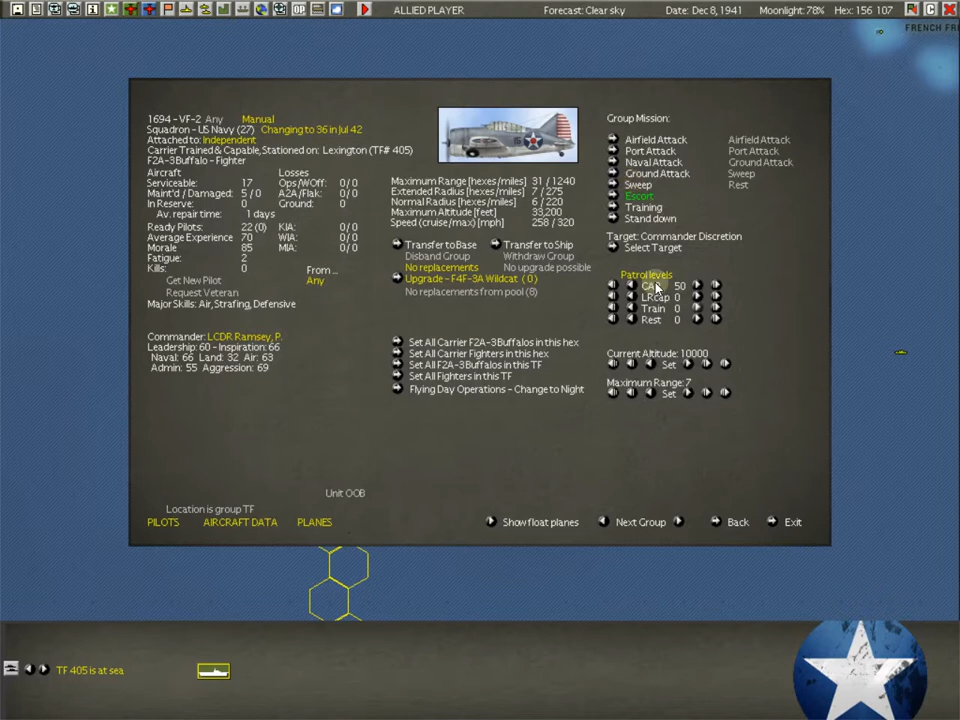 ALLIED PLAYER Forecast: Clear sky Date: Dec 8, 1941 Moonlight: 78% Hex: 156 107
FRENCH FR
1694 - VF-2 Any Manual
Squadron - US Navy (27) Changing to 36 in Jul 42
Attached to: Independent
Carrier Trained & Capable, Stationed on: Lexington (TF# 405)
F2A-3 Buffalo - Fighter
Aircraft Losses
Serviceable: 17 Ops/WOff: 0/0
Maint'd / Damaged: 5 / 0 A2A/Flak: 0/0
In Reserve: 0 Ground: 0/0
Av. repair time: 1 days
Ready Pilots: 22 (0) KIA: 0/0
Average Experience 70 WIA: 0/0
Morale 85 MIA: 0/0
Fatigue: 2
Kills: 0 From ...
Get New Pilot Any
Request Veteran
Major Skills: Air, Strafing, Defensive
Commander: LCDR Ramsey, P.
Leadership: 60 - Inspiration: 66
Naval: 66 Land: 32 Air: 63
Admin: 55 Aggression: 69
Maximum Range [hexes/miles] 31 / 1240
Extended Radius [hexes/miles] 7 / 275
Normal Radius [hexes/miles] 6 / 220
Maximum Altitude [feet] 33,200
Speed (cruise/max) [mph] 258 / 320
Transfer to Base Transfer to Ship
Disband Group Withdraw Group
No replacements No upgrade possible
Upgrade - F4F-3A Wildcat ( 0 )
No replacements from pool (8)
Set All Carrier F2A-3 Buffalos in this hex
Set All Carrier Fighters in this hex
Set All F2A-3 Buffalos in this TF
Set All Fighters in this TF
Flying Day Operations - Change to Night
Group Mission:
Airfield Attack Airfield Attack
Port Attack Port Attack
Naval Attack Ground Attack
Ground Attack Sweep
Sweep Rest
Escort
Training
Stand down
Target: Commander Discretion
Select Target
Patrol levels
CAP 50
LRcap 0
Train 0
Rest 0
Current Altitude: 10000
Set
Maximum Range: 7
Set
Unit OOB
Location is group TF
PILOTS AIRCRAFT DATA PLANES Show float planes Next Group Back Exit
TF 405 is at sea